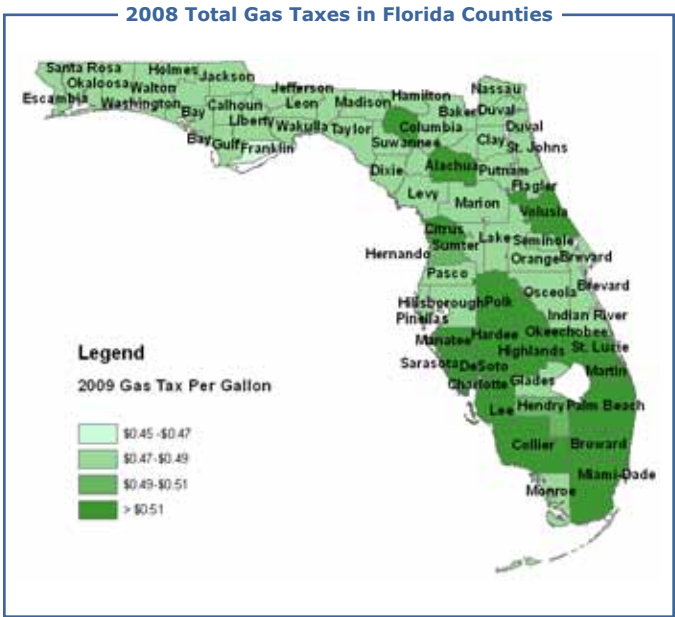 2008 Total Gas Taxes in Florida Counties
Santa Rosa
Holmes
Jackson
Okaloosa
Walton
Escambia
Washington
Bay
Calhoun
Jefferson
Leon
Madison
Hamilton
Nassau
Baker
Duval
Liberty
Wakulla
Taylor
Columbia
Duval
Bay
Gulf
Franklin
Suwannee
Clay
St. Johns
Dixie
Alachua
Putnam
Flagler
Levy
Marion
Volusia
Citrus
Sumter
Lake
Seminole
Hernando
Orange
Brevard
Pasco
Osceola
Brevard
Hillsborough
Polk
Pinellas
Indian River
Manatee
Hardee
Okeechobee
Highlands
St. Lucie
Sarasota
DeSoto
Martin
Charlotte
Glades
Lee
Hendry
Palm Beach
Collier
Broward
Miami-Dade
Monroe
Legend
2009 Gas Tax Per Gallon
$0.45 -$0.47
$0.47-$0.49
$0.49-$0.51
> $0.51